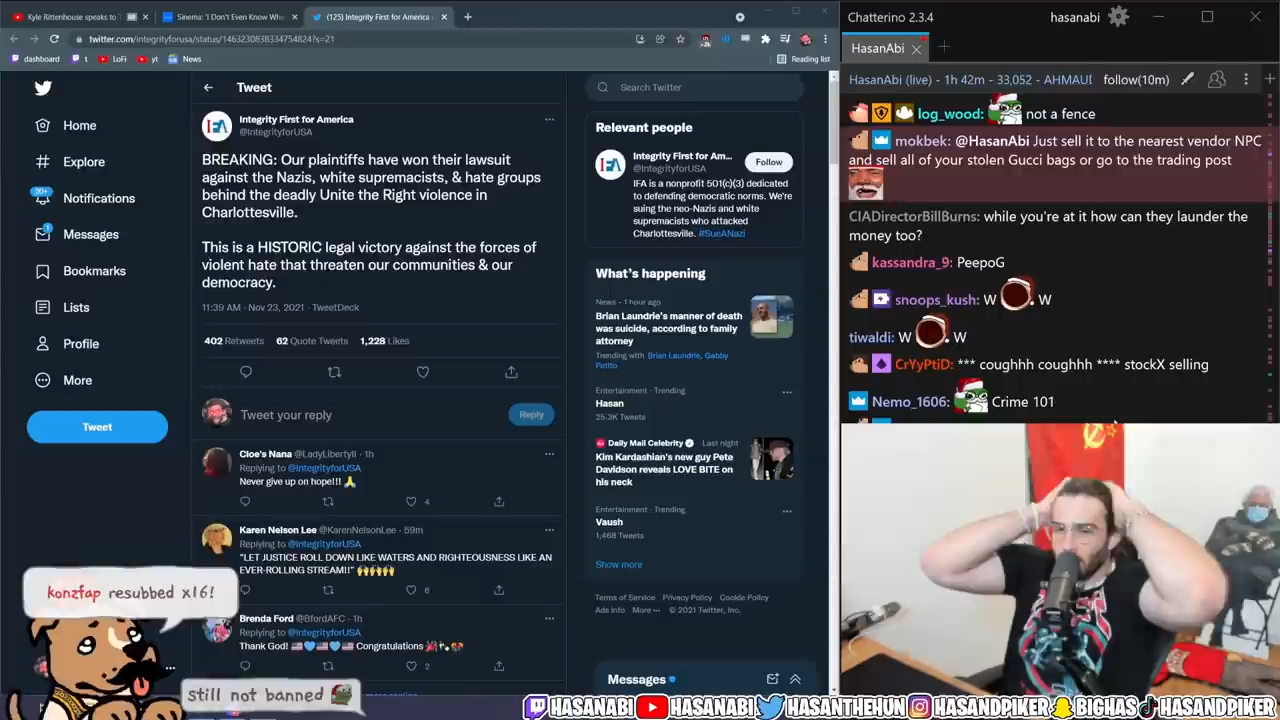 Kyle Rittenhouse speaks to T
Sinema: 'I Don't Even Know Wha
(125) Integrity First for America
twitter.com/integrityforusa/status/1463230838334754824?s=21
dashboard
t
LoFi
yt
News
Reading list
Home
Explore
20+
Notifications
1
Messages
Bookmarks
Lists
Profile
More
Tweet
Tweet
Integrity First for America
@IntegrityforUSA
BREAKING: Our plaintiffs have won their lawsuit
against the Nazis, white supremacists, & hate groups
behind the deadly Unite the Right violence in
Charlottesville.
This is a HISTORIC legal victory against the forces of
violent hate that threaten our communities & our
democracy.
11:39 AM · Nov 23, 2021 · TweetDeck
402 Retweets 62 Quote Tweets 1,228 Likes
Tweet your reply
Reply
Cloe's Nana @LadyLibertyII · 1h
Replying to @IntegrityforUSA
Never give up on hope!!! 🙏
4
Karen Nelson Lee @KarenNelsonLee · 59m
Replying to @IntegrityforUSA
"LET JUSTICE ROLL DOWN LIKE WATERS AND RIGHTEOUSNESS LIKE AN
EVER-ROLLING STREAM!!" 🙌🙌🙌
6
Brenda Ford @BfordAFC · 1h
Replying to @IntegrityforUSA
Thank God! 🇺🇸💙🇺🇸💙🇺🇸 Congratulations
2
Search Twitter
Relevant people
Integrity First for Am...
@IntegrityforUSA
Follow
IFA is a nonprofit 501(c)(3) dedicated
to defending democratic norms. We're
suing the neo-Nazis and white
supremacists who attacked
Charlottesville. #SueANazi
What's happening
News · 1 hour ago
Brian Laundrie's manner of death
was suicide, according to family
attorney
Trending with Brian Laundrie, Gabby
Petito
Entertainment · Trending
Hasan
25.3K Tweets
Daily Mail Celebrity Last night
Kim Kardashian's new guy Pete
Davidson reveals LOVE BITE on
his neck
Entertainment · Trending
Vaush
1,468 Tweets
Show more
Terms of Service Privacy Policy Cookie Policy
Ads info More ··· © 2021 Twitter, Inc.
Messages
konzfap resubbed x16!
still not banned
Chatterino 2.3.4
hasanabi
HasanAbi
HasanAbi (live) - 1h 42m - 33,052 - AHMAUI
follow(10m)
log_wood: not a fence
mokbek: @HasanAbi Just sell it to the nearest vendor NPC
and sell all of your stolen Gucci bags or go to the trading post
CIADirectorBillBurns: while you're at it how can they launder the
money too?
kassandra_9: PeepoG
snoops_kush: W W
tiwaldi: W W
CrYyPtiD: *** coughhh coughhh **** stockX selling
Nemo_1606: Crime 101
HASANABI HASANABI HASANTHEHUN HASANDPIKER BIGHAS HASANDPIKER